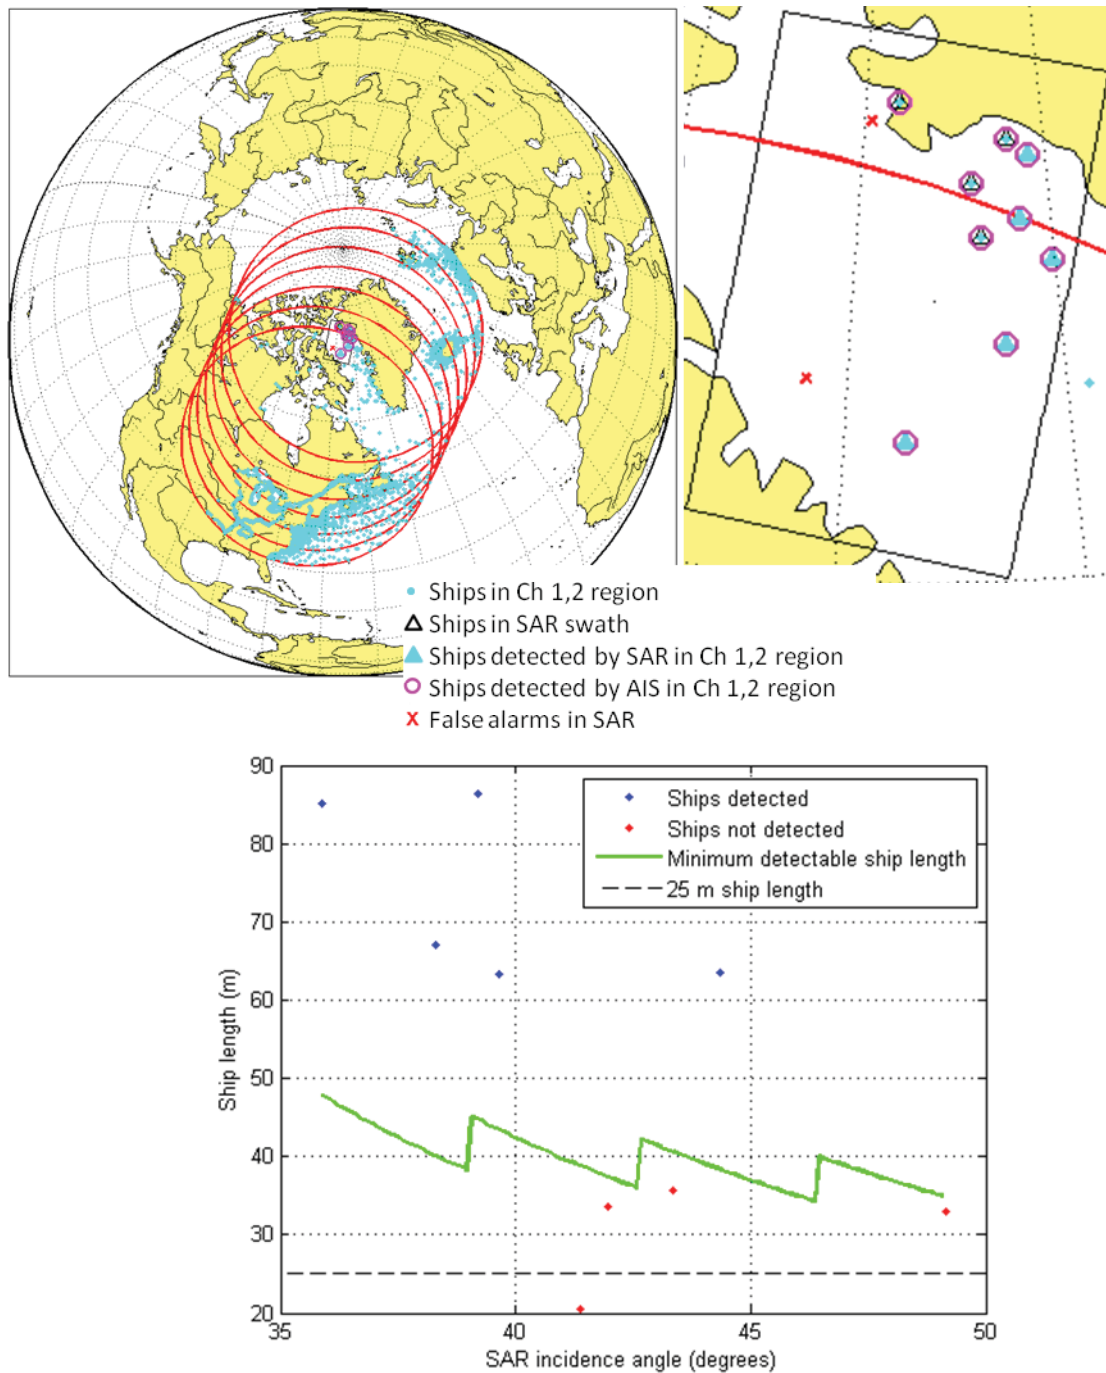 Ships in Ch 1,2 region
Ships in SAR swath
Ships detected by SAR in Ch 1,2 region
Ships detected by AIS in Ch 1,2 region
False alarms in SAR
90
80
70
60
50
40
30
20
Ship length (m)
Ships detected
Ships not detected
Minimum detectable ship length
25 m ship length
35
40
45
50
SAR incidence angle (degrees)